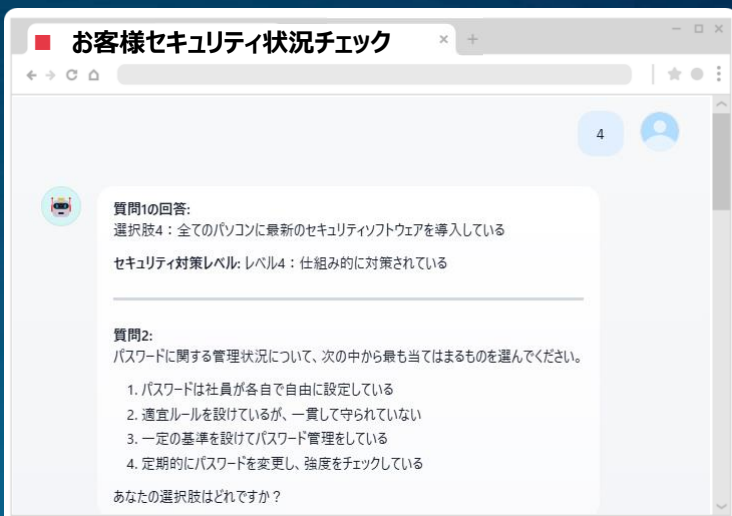 お客様セキュリティ状況チェック
4
質問1の回答:
選択肢4：全てのパソコンに最新のセキュリティソフトウェアを導入している
セキュリティ対策レベル: レベル4：仕組み的に対策されている
質問2:
パスワードに関する管理状況について、次の中から最も当てはまるものを選んでください。
1. パスワードは社員が各自で自由に設定している
2. 適宜ルールを設けているが、一貫して守られていない
3. 一定の基準を設けてパスワード管理をしている
4. 定期的にパスワードを変更し、強度をチェックしている
あなたの選択肢はどれですか？